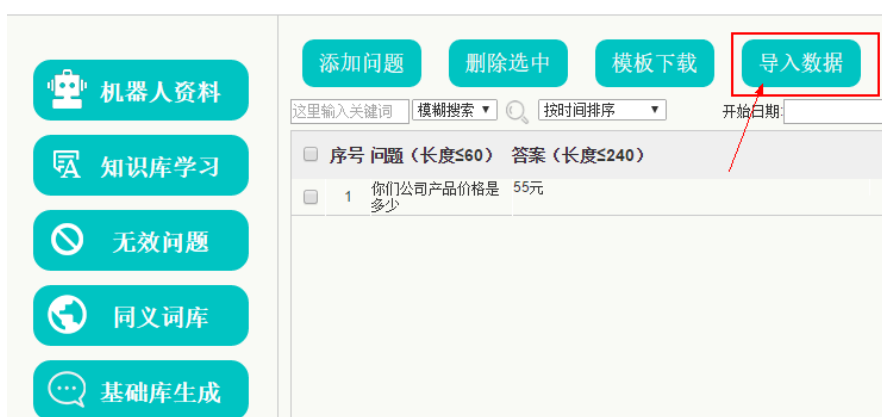 添加问题 删除选中 模板下载 导入数据
这里输入关键词 模糊搜索 按时间排序 开始日期:
序号 问题（长度≤60） 答案（长度≤240）
1 你们公司产品价格是多少 55元
机器人资料
知识库学习
无效问题
同义词库
基础库生成